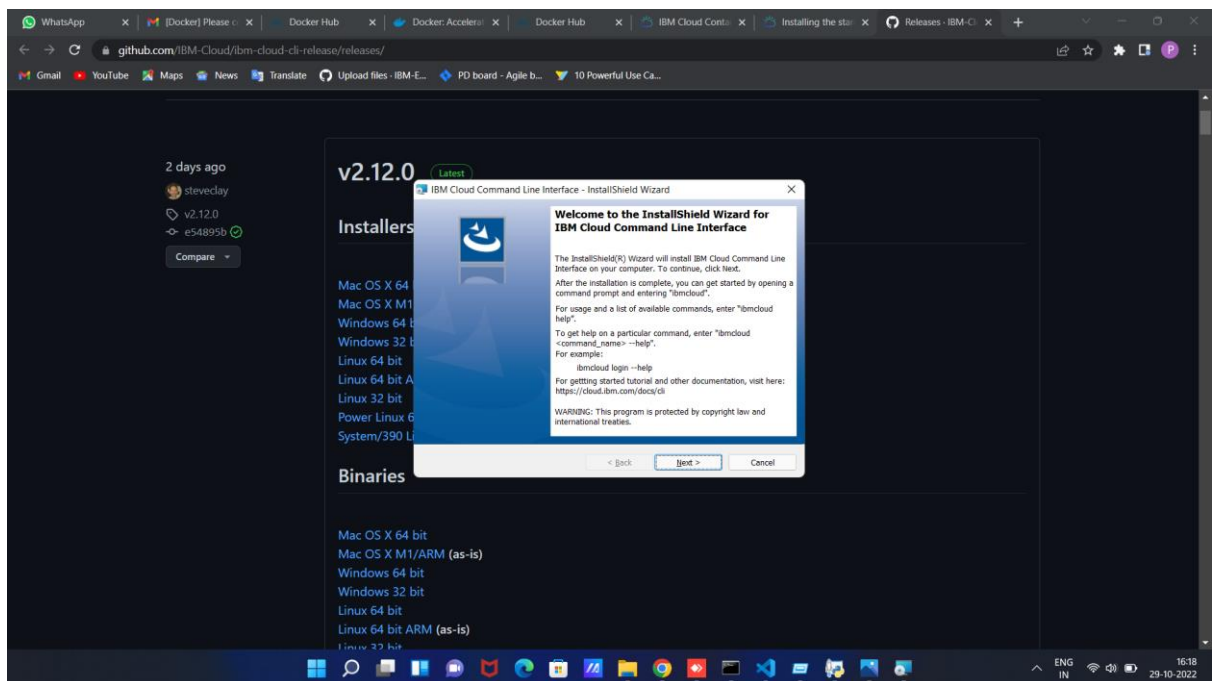 WhatsApp
[Docker] Please c
Docker Hub
Docker: Accelerat
Docker Hub
IBM Cloud Conta
Installing the sta
Releases · IBM-Cl
github.com/IBM-Cloud/ibm-cloud-cli-release/releases/
P
Gmail
YouTube
Maps
News
Translate
Upload files · IBM-E...
PD board - Agile b...
10 Powerful Use Ca...
2 days ago
steveclay
v2.12.0
e54895b
Compare
v2.12.0 Latest
Installers
Mac OS X 64
Mac OS X M1
Windows 64 b
Windows 32 b
Linux 64 bit
Linux 64 bit A
Linux 32 bit
Power Linux 6
System/390 Li
IBM Cloud Command Line Interface - InstallShield Wizard
Welcome to the InstallShield Wizard for
IBM Cloud Command Line Interface
The InstallShield(R) Wizard will install IBM Cloud Command Line
Interface on your computer. To continue, click Next.
After the installation is complete, you can get started by opening a
command prompt and entering "ibmcloud".
For usage and a list of available commands, enter "ibmcloud
help".
To get help on a particular command, enter "ibmcloud
<command_name> --help".
For example:
ibmcloud login --help
For gettting started tutorial and other documentation, visit here:
https://cloud.ibm.com/docs/cli
WARNING: This program is protected by copyright law and
international treaties.
< Back
Next >
Cancel
Binaries
Mac OS X 64 bit
Mac OS X M1/ARM (as-is)
Windows 64 bit
Windows 32 bit
Linux 64 bit
Linux 64 bit ARM (as-is)
Linux 32 bit
ENG
IN
16:18
29-10-2022